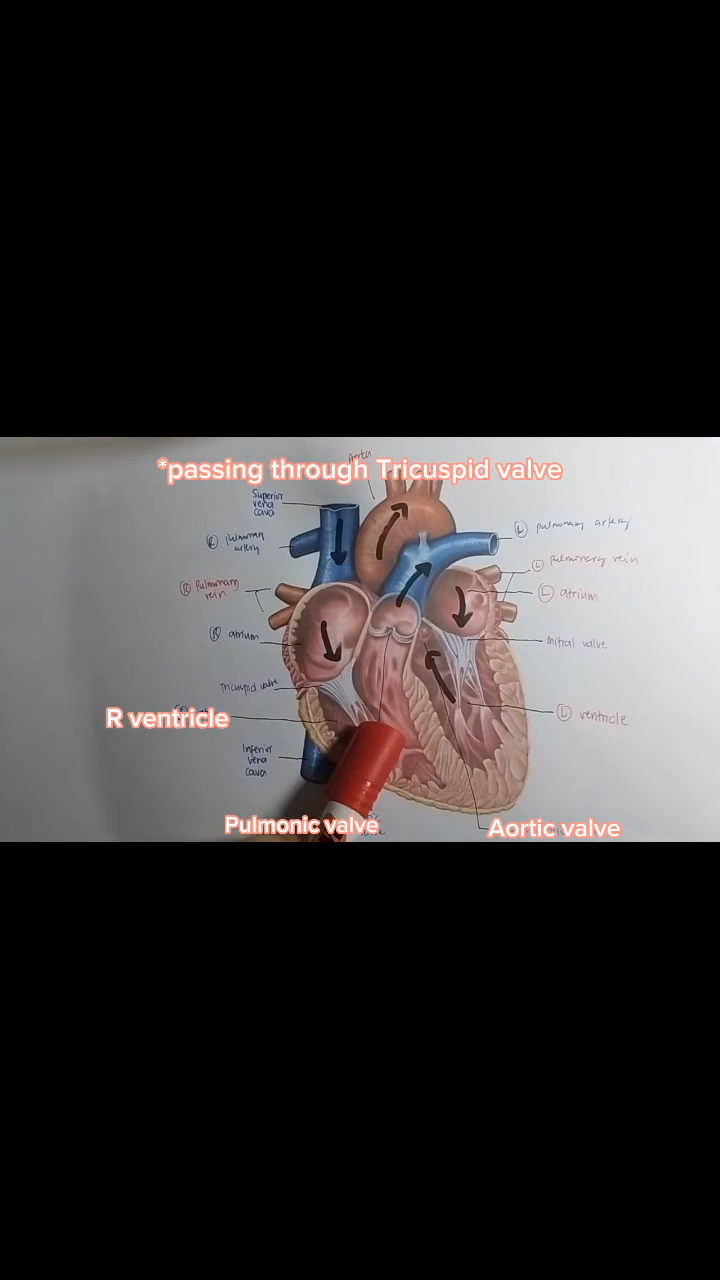 Aorta
*passing through Tricuspid valve
Superior
vena
cava
Ⓛ pulmonary artery
Ⓡ pulmonary
artery
Ⓛ pulmonary vein
Ⓡ Pulmonary
vein
Ⓛ atrium
Ⓡ atrium
mitral valve
Tricuspid valve
R ventricle
Ⓛ ventricle
Inferior
vena
cava
Pulmonic valve
Aortic valve